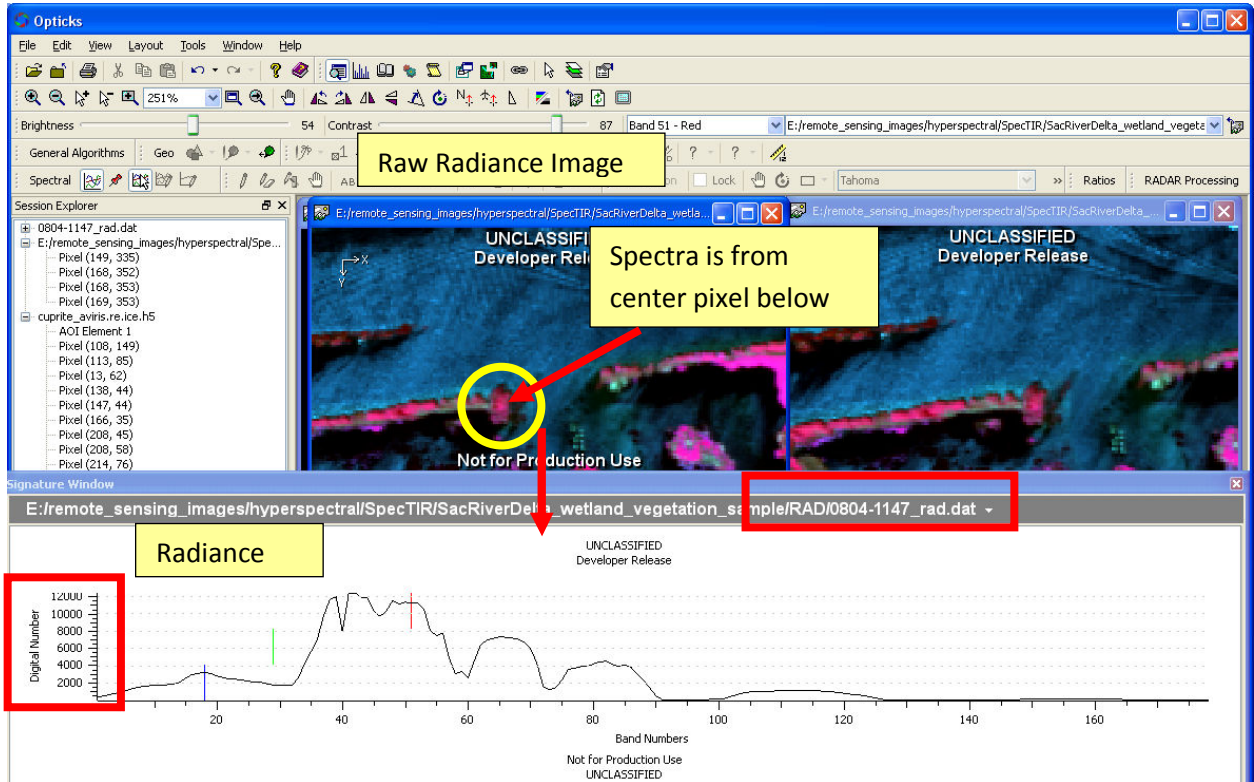 Opticks
File Edit View Layout Tools Window Help
251%
Brightness 54 Contrast 87 Band 51 - Red E:/remote_sensing_images/hyperspectral/SpecTIR/SacRiverDelta_wetland_vegeta
General Algorithms Geo
Raw Radiance Image
Spectral Lock Tahoma » Ratios RADAR Processing
Session Explorer
0804-1147_rad.dat
E:/remote_sensing_images/hyperspectral/Spe...
Pixel (149, 335)
Pixel (168, 352)
Pixel (168, 353)
Pixel (169, 353)
cuprite_aviris.re.ice.h5
AOI Element 1
Pixel (108, 149)
Pixel (113, 85)
Pixel (13, 62)
Pixel (138, 44)
Pixel (147, 44)
Pixel (166, 35)
Pixel (208, 45)
Pixel (208, 58)
Pixel (214, 76)
E:/remote_sensing_images/hyperspectral/SpecTIR/SacRiverDelta_wetla...
X
Y
Spectra is from
center pixel below
Not for Production Use
E:/remote_sensing_images/hyperspectral/SpecTIR/SacRiverDelta_...
UNCLASSIFIED
Developer Release
Signature Window
E:/remote_sensing_images/hyperspectral/SpecTIR/SacRiverDelta_wetland_vegetation_sample/RAD/0804-1147_rad.dat
Radiance
UNCLASSIFIED
Developer Release
Digital Number
12000
10000
8000
6000
4000
2000
20 40 60 80 100 120 140 160
Band Numbers
Not for Production Use
UNCLASSIFIED